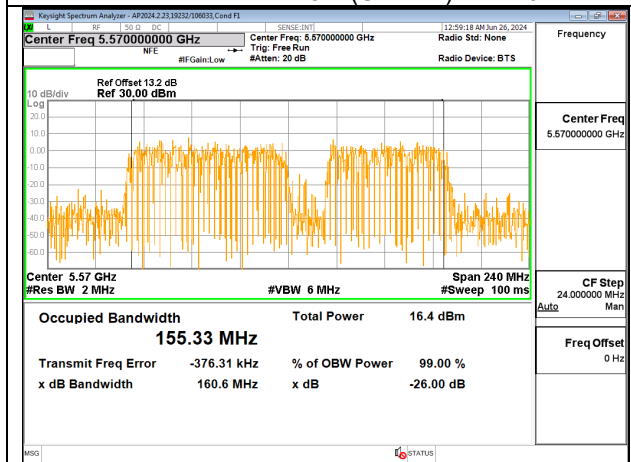 Keysight Spectrum Analyzer - AP2024.2.23,19232/106033,Cond F1
L RF 50 Ω DC SENSE:INT 12:59:18 AM Jun 26, 2024
Center Freq 5.570000000 GHz Center Freq: 5.570000000 GHz Radio Std: None Frequency
NFE Trig: Free Run
#IFGain:Low #Atten: 20 dB Radio Device: BTS
Ref Offset 13.2 dB
10 dB/div Ref 30.00 dBm
Log
20.0
10.0
0.00
-10.0
-20.0
-30.0
-40.0
-50.0
-60.0
Center Freq
5.570000000 GHz
Center 5.57 GHz Span 240 MHz
#Res BW 2 MHz #VBW 6 MHz #Sweep 100 ms
CF Step
24.000000 MHz
Auto Man
Occupied Bandwidth Total Power 16.4 dBm
155.33 MHz
Freq Offset
0 Hz
Transmit Freq Error -376.31 kHz % of OBW Power 99.00 %
x dB Bandwidth 160.6 MHz x dB -26.00 dB
MSG STATUS